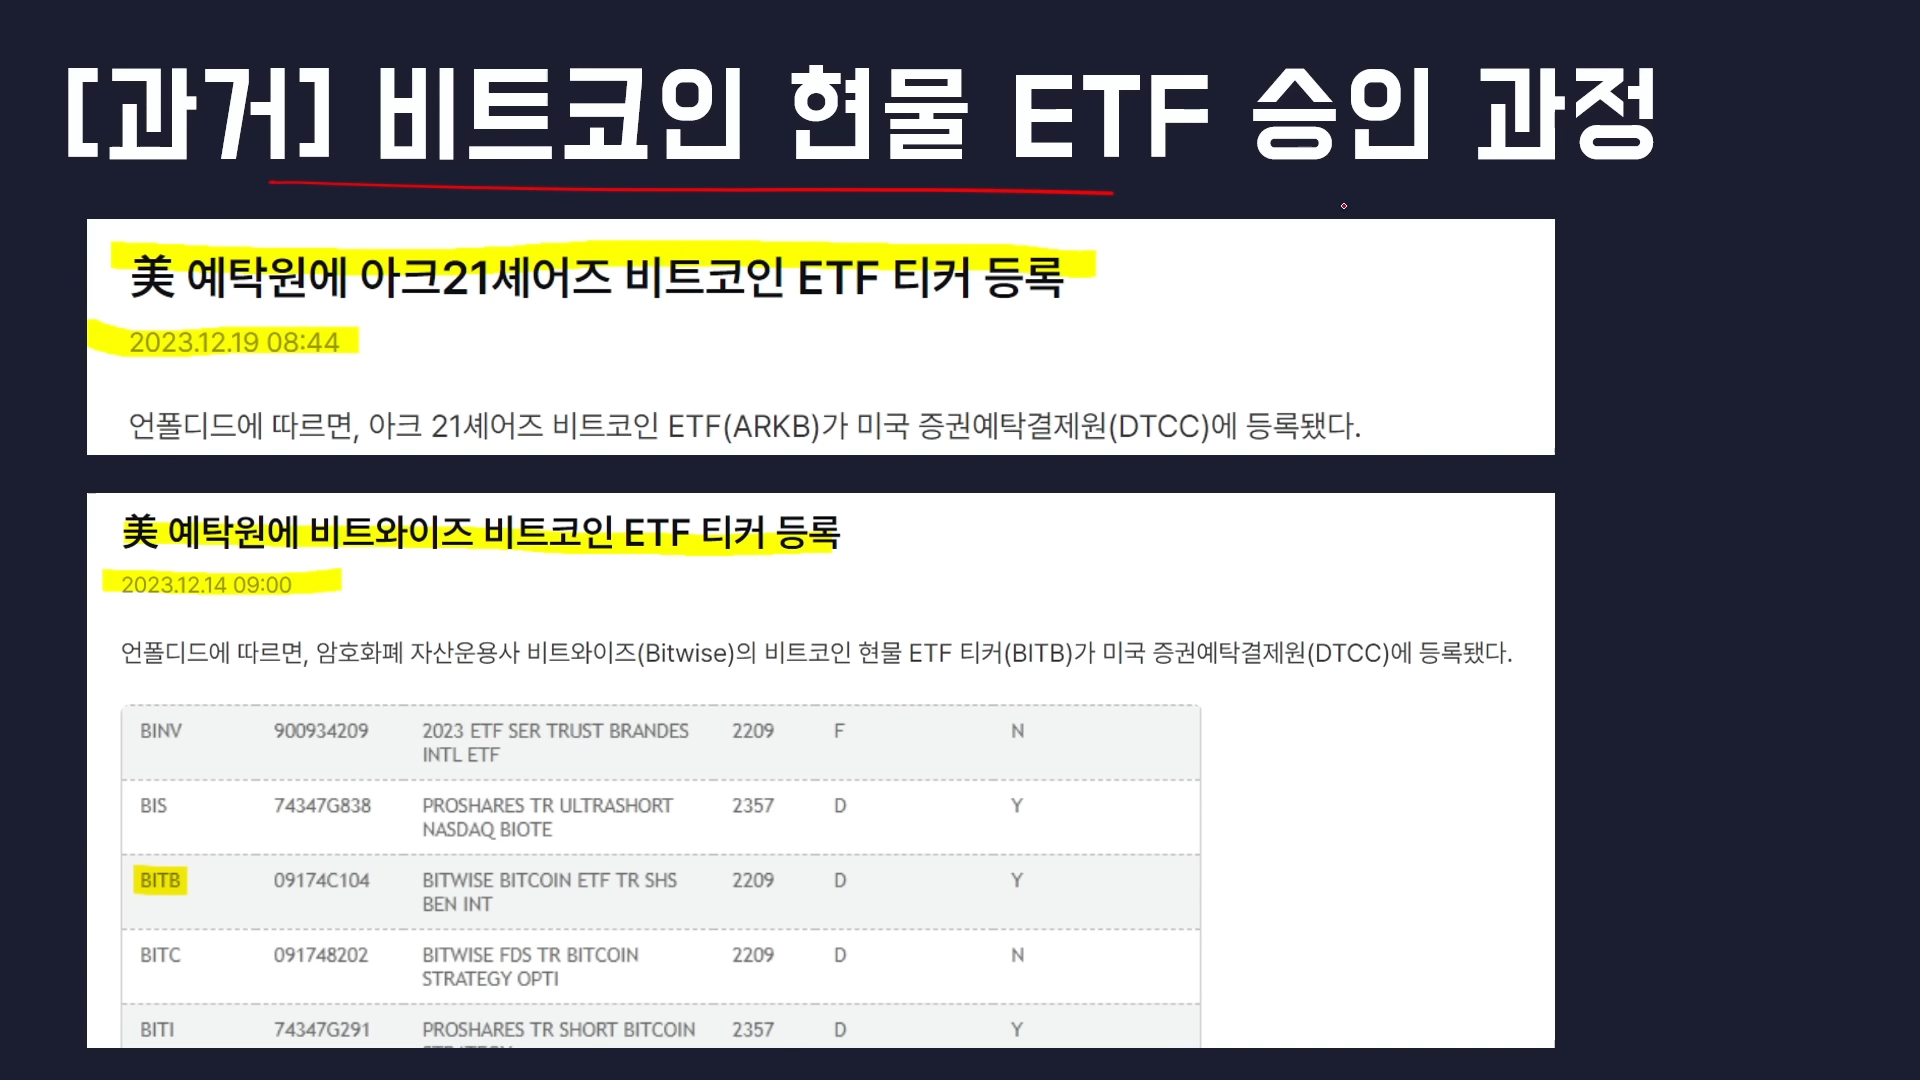 [과거] 비트코인 현물 ETF 승인 과정
美 예탁원에 아크21셰어즈 비트코인 ETF 티커 등록
2023.12.19 08:44
언폴디드에 따르면, 아크 21셰어즈 비트코인 ETF(ARKB)가 미국 증권예탁결제원(DTCC)에 등록됐다.
美 예탁원에 비트와이즈 비트코인 ETF 티커 등록
2023.12.14 09:00
언폴디드에 따르면, 암호화폐 자산운용사 비트와이즈(Bitwise)의 비트코인 현물 ETF 티커(BITB)가 미국 증권예탁결제원(DTCC)에 등록됐다.
BINV 900934209 2023 ETF SER TRUST BRANDES 2209 F N
INTL ETF
BIS 74347G838 PROSHARES TR ULTRASHORT 2357 D Y
NASDAQ BIOTE
BITB 09174C104 BITWISE BITCOIN ETF TR SHS 2209 D Y
BEN INT
BITC 091748202 BITWISE FDS TR BITCOIN 2209 D N
STRATEGY OPTI
BITI 74347G291 PROSHARES TR SHORT BITCOIN 2357 D Y